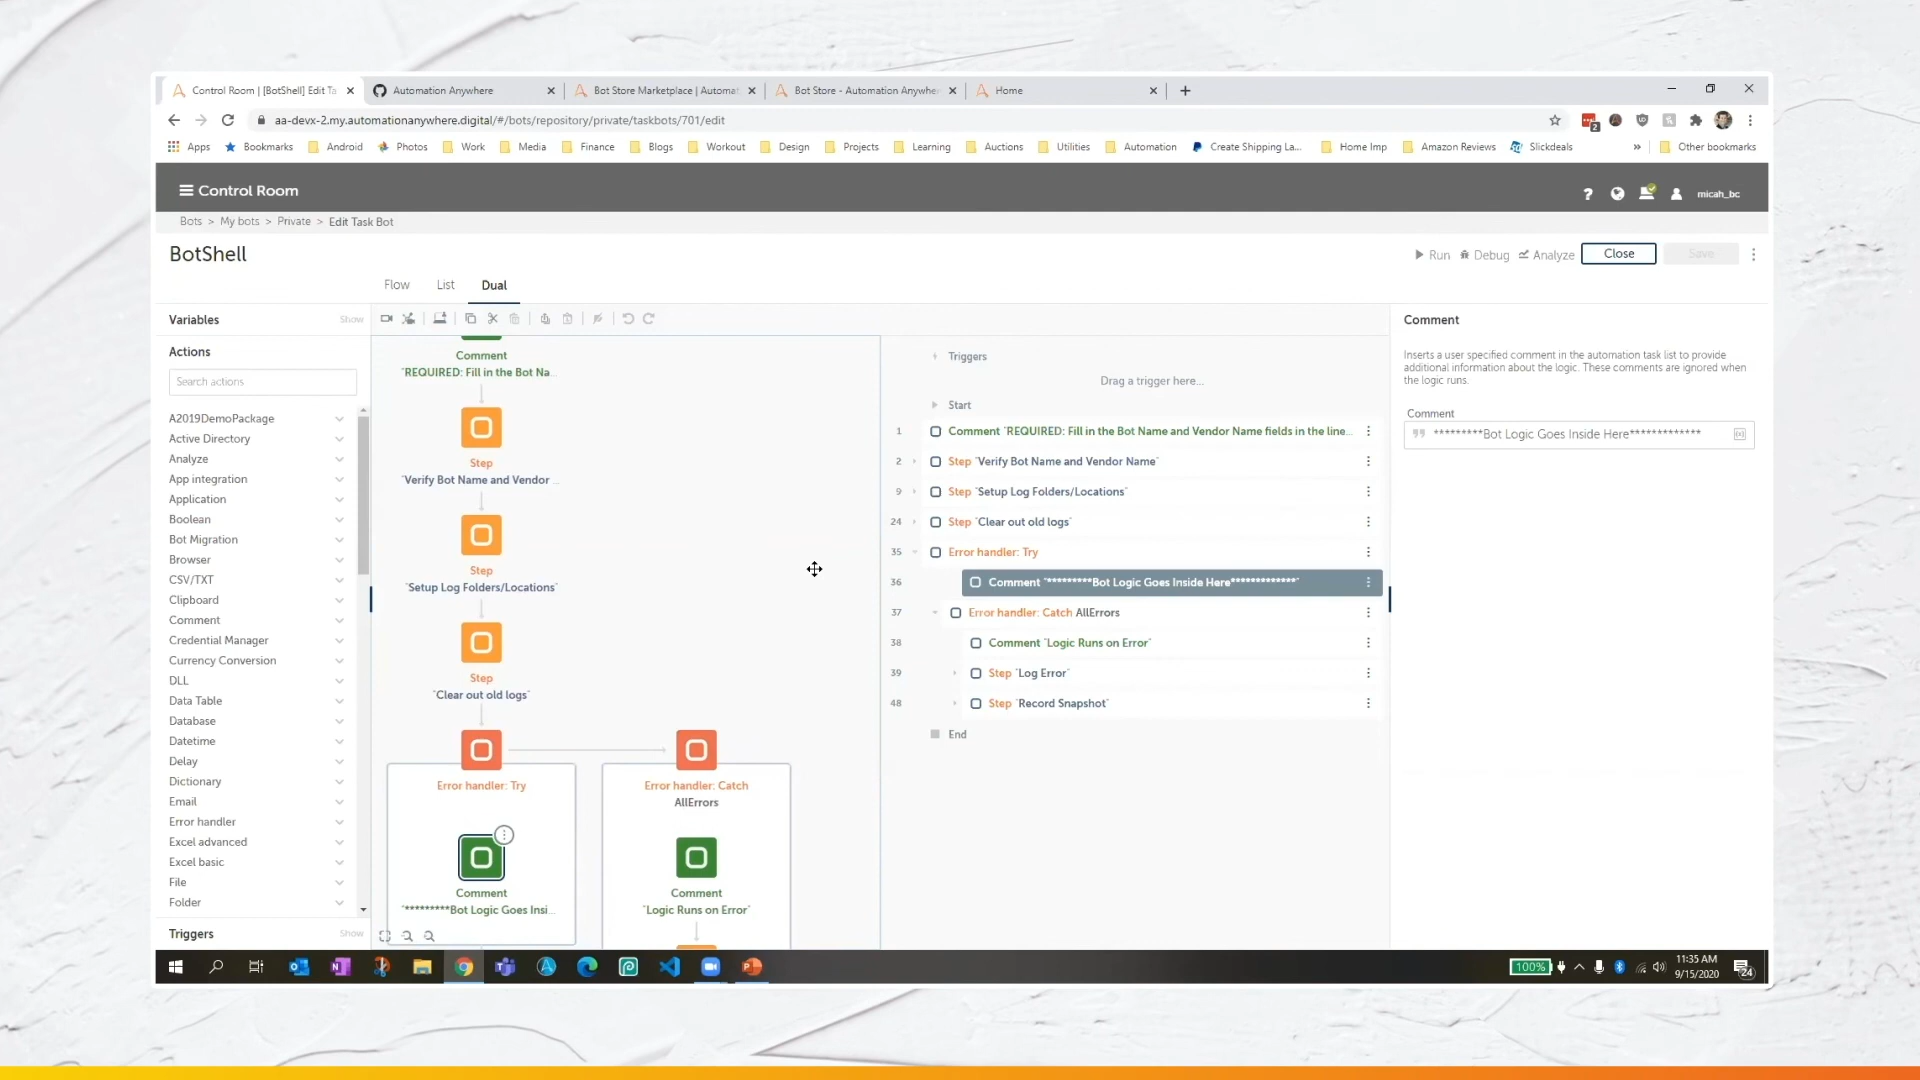 Control Room | [BotShell] Edit Ta
Automation Anywhere
Bot Store Marketplace | Automat
Bot Store - Automation Anywhere
Home
aa-devx-2.my.automationanywhere.digital/#/bots/repository/private/taskbots/701/edit
2
Apps
Bookmarks
Android
Photos
Work
Media
Finance
Blogs
Workout
Design
Projects
Learning
Auctions
Utilities
Automation
Create Shipping La...
Home Imp
Amazon Reviews
Slickdeals
»
Other bookmarks
Control Room
?
micah_bc
Bots > My bots > Private > Edit Task Bot
BotShell
Run
Debug
Analyze
Close
Save
Flow
List
Dual
Variables
Show
Actions
Search actions
A2019DemoPackage
Active Directory
Analyze
App integration
Application
Boolean
Bot Migration
Browser
CSV/TXT
Clipboard
Comment
Credential Manager
Currency Conversion
DLL
Data Table
Database
Datetime
Delay
Dictionary
Email
Error handler
Excel advanced
Excel basic
File
Folder
Triggers
Show
Comment
"REQUIRED: Fill in the Bot Na...
Step
"Verify Bot Name and Vendor ...
Step
"Setup Log Folders/Locations"
Step
"Clear out old logs"
Error handler: Try
Error handler: Catch
AllErrors
Comment
"*********Bot Logic Goes Insi...
Comment
"Logic Runs on Error"
Triggers
Drag a trigger here...
Start
1 Comment "REQUIRED: Fill in the Bot Name and Vendor Name fields in the line...
2 Step "Verify Bot Name and Vendor Name"
9 Step "Setup Log Folders/Locations"
24 Step "Clear out old logs"
35 Error handler: Try
36 Comment "*********Bot Logic Goes Inside Here*************"
37 Error handler: Catch AllErrors
38 Comment "Logic Runs on Error"
39 Step "Log Error"
48 Step "Record Snapshot"
End
Comment
Inserts a user specified comment in the automation task list to provide
additional information about the logic. These comments are ignored when
the logic runs.
Comment
*********Bot Logic Goes Inside Here*************
100%
11:35 AM
9/15/2020
24